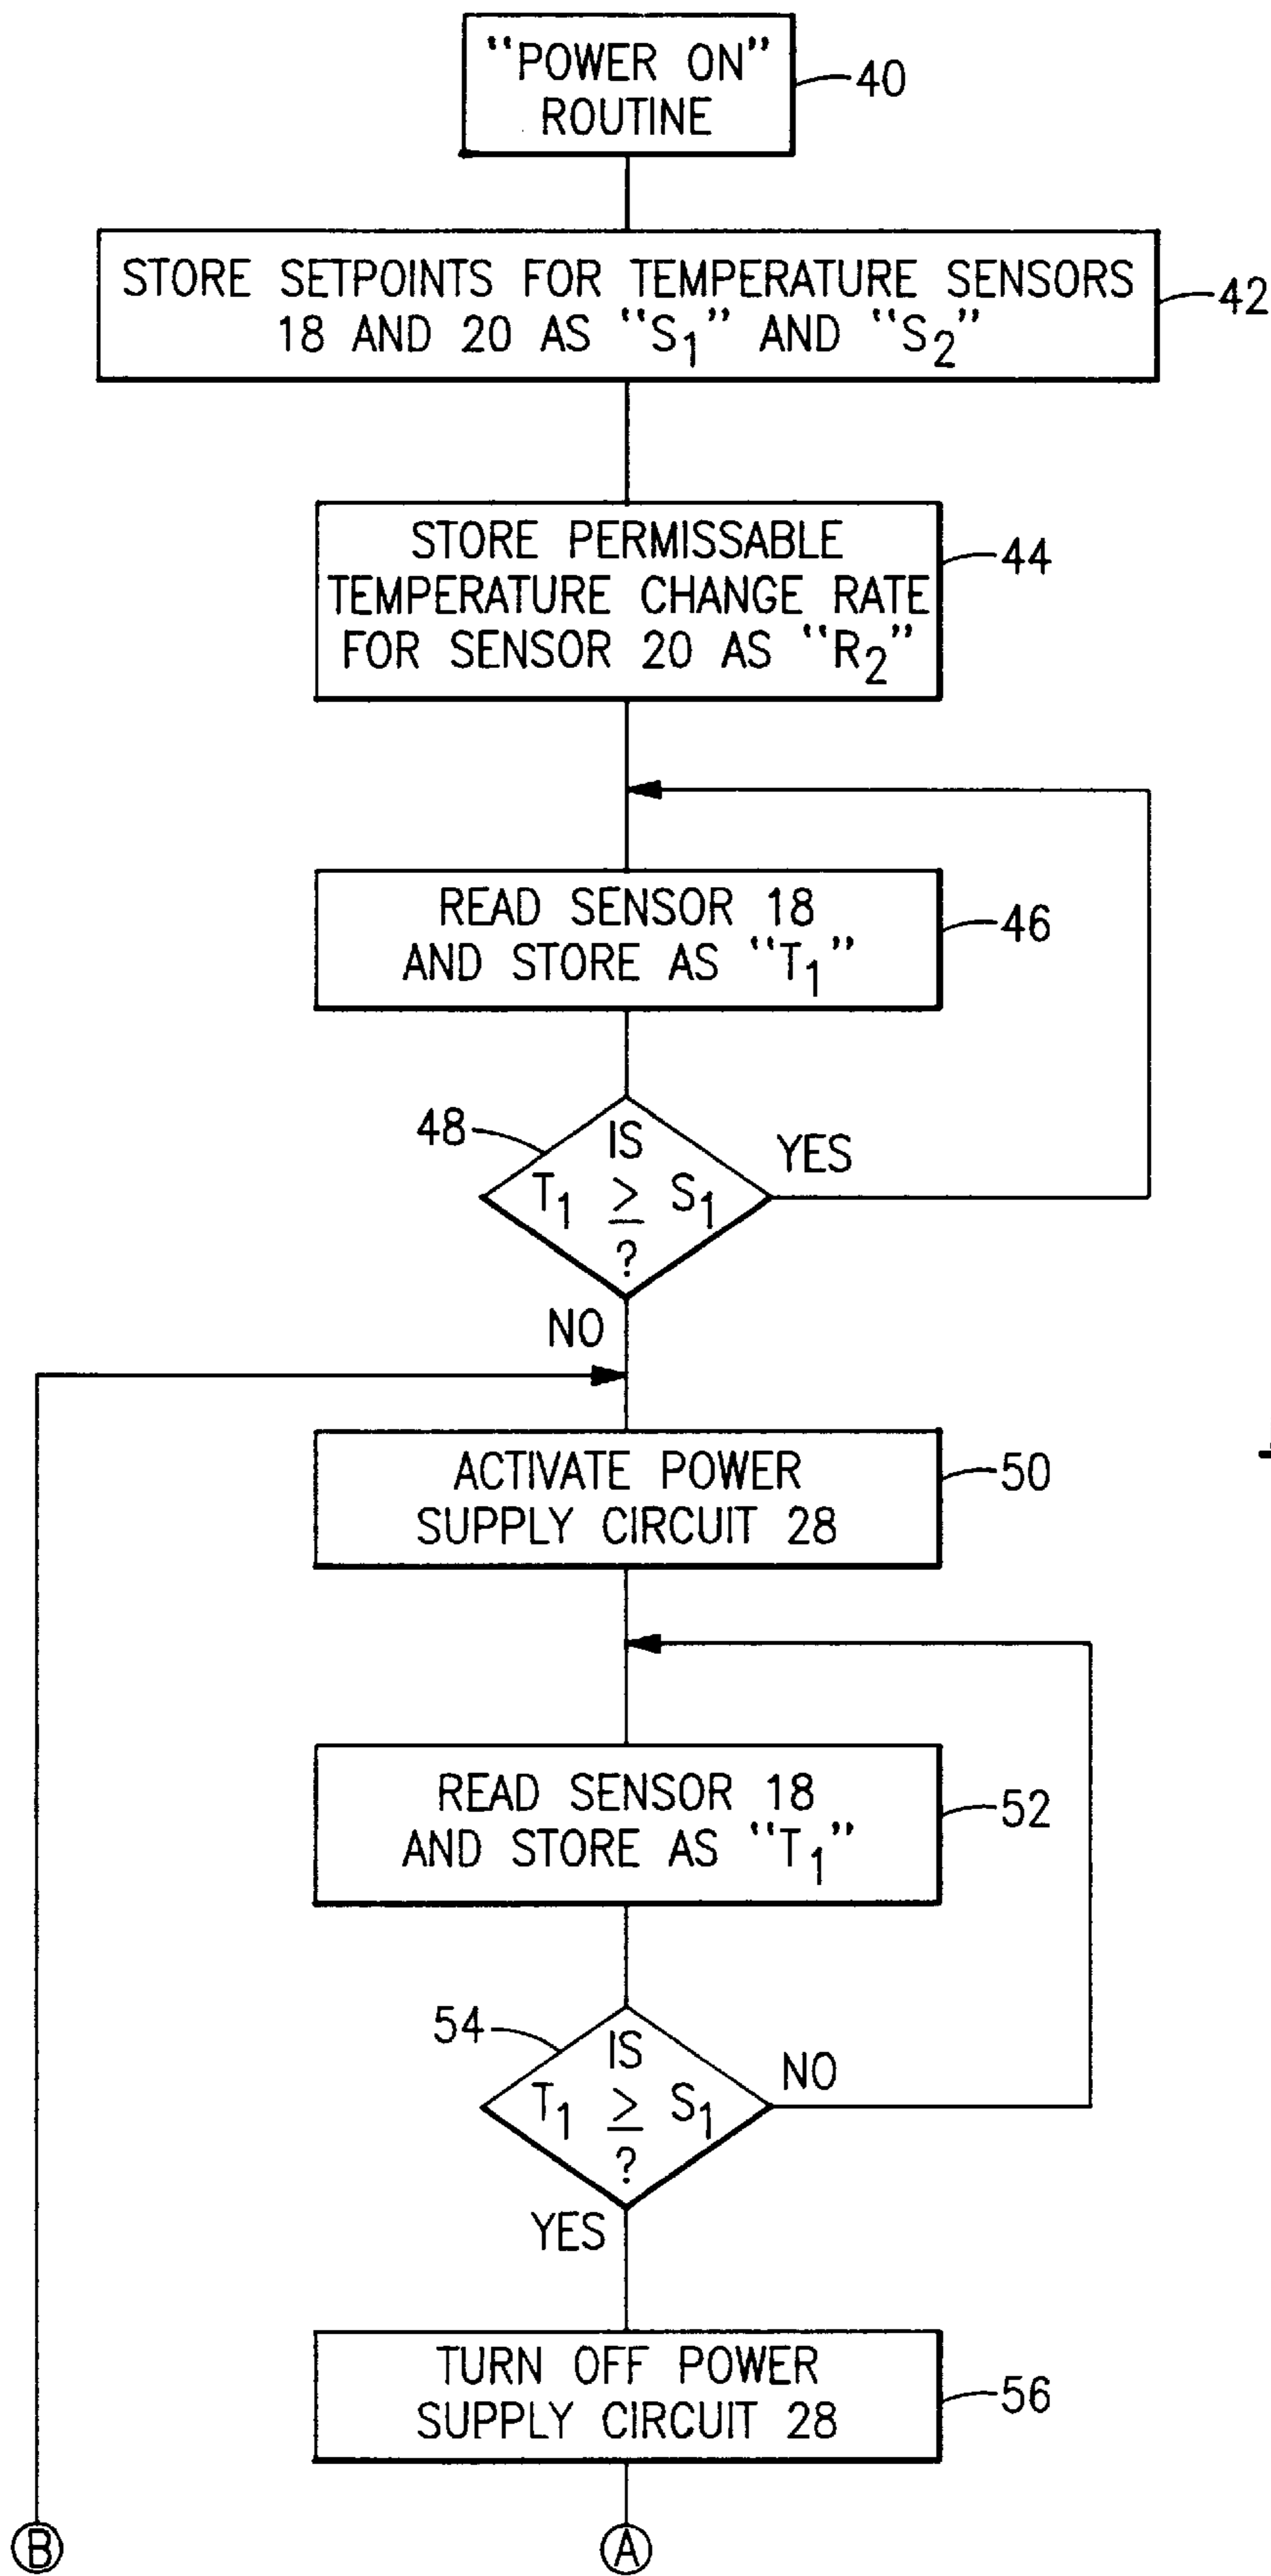 “POWER ON”
ROUTINE
40
STORE SETPOINTS FOR TEMPERATURE SENSORS
18 AND 20 AS “S₁” AND “S₂”
42
STORE PERMISSABLE
TEMPERATURE CHANGE RATE
FOR SENSOR 20 AS “R₂”
44
READ SENSOR 18
AND STORE AS “T₁”
46
48
IS
T₁ ≥ S₁
?
YES
NO
ACTIVATE POWER
SUPPLY CIRCUIT 28
50
READ SENSOR 18
AND STORE AS “T₁”
52
54
IS
T₁ ≥ S₁
?
NO
YES
TURN OFF POWER
SUPPLY CIRCUIT 28
56
B
A